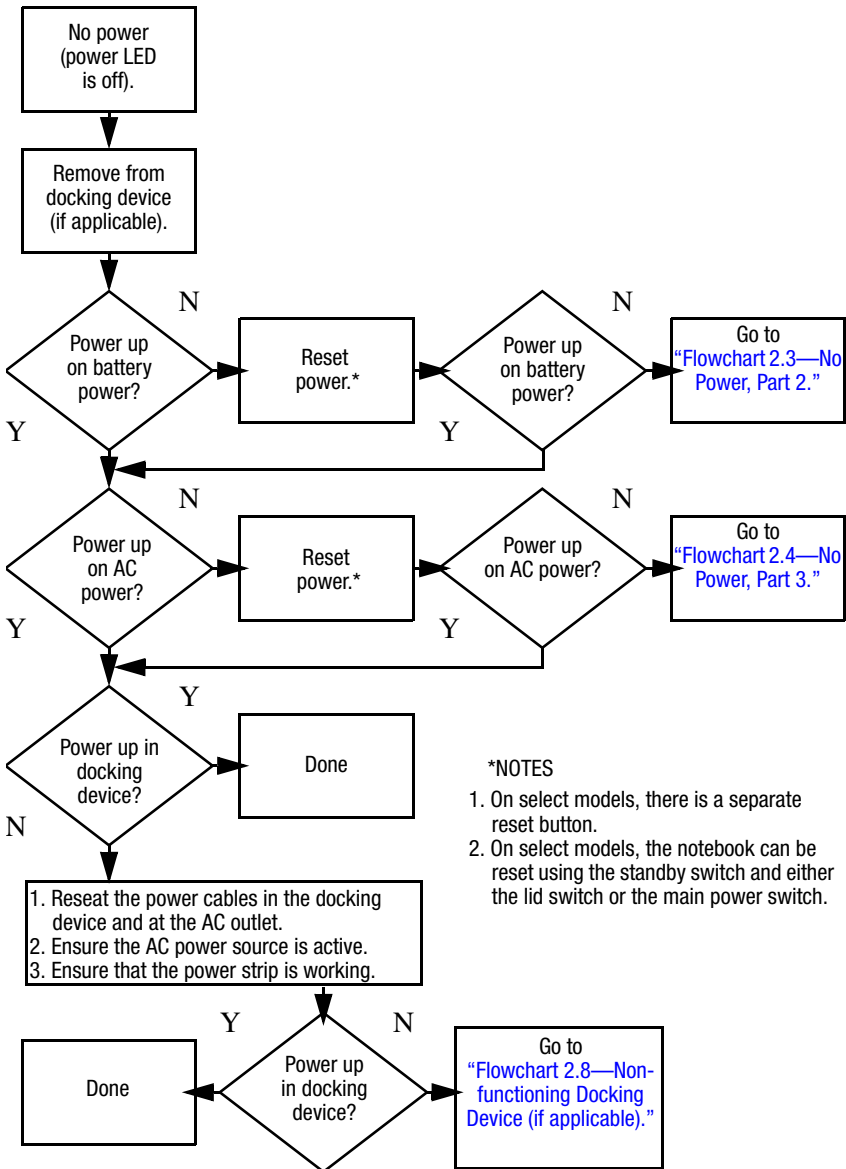 No power
(power LED
is off).
Remove from
docking device
(if applicable).
N
N
Power up
on battery
power?
Reset
power.*
Power up
on battery
power?
Go to
“Flowchart 2.3—No
Power, Part 2.”
Y
Y
N
N
Power up
on AC
power?
Reset
power.*
Power up
on AC power?
Go to
“Flowchart 2.4—No
Power, Part 3.”
Y
Y
Y
Power up in
docking
device?
Done
N
*NOTES
1. On select models, there is a separate
reset button.
2. On select models, the notebook can be
reset using the standby switch and either
the lid switch or the main power switch.
1. Reseat the power cables in the docking
device and at the AC outlet.
2. Ensure the AC power source is active.
3. Ensure that the power strip is working.
Y
N
Done
Power up
in docking
device?
Go to
“Flowchart 2.8—Non-
functioning Docking
Device (if applicable).”